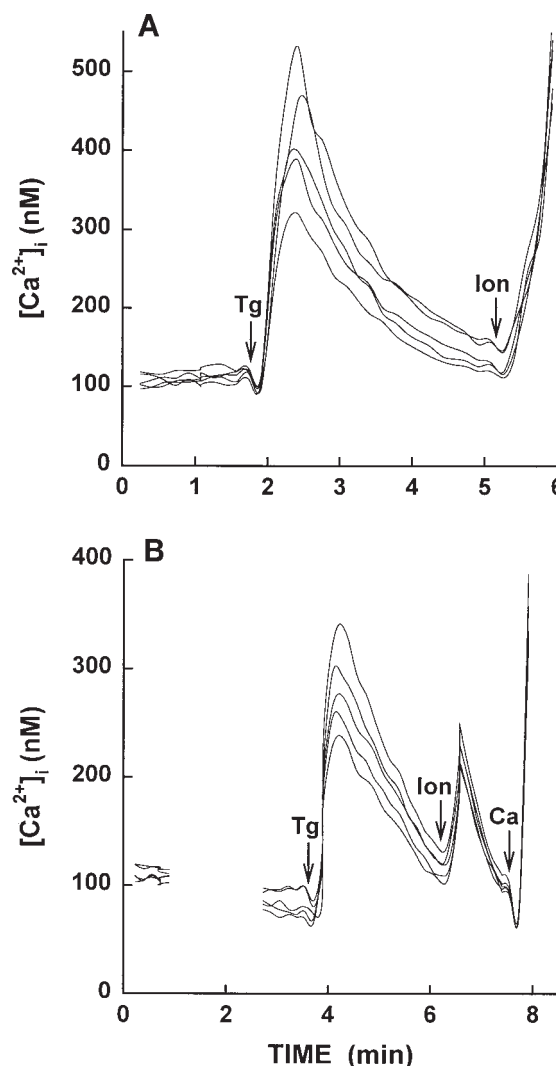 A
500
400
300
200
100
0
[Ca²⁺]ᵢ (nM)
Tg
Ion
0 1 2 3 4 5 6
B
400
300
200
100
0
[Ca²⁺]ᵢ (nM)
Tg
Ion
Ca
0 2 4 6 8
TIME (min)